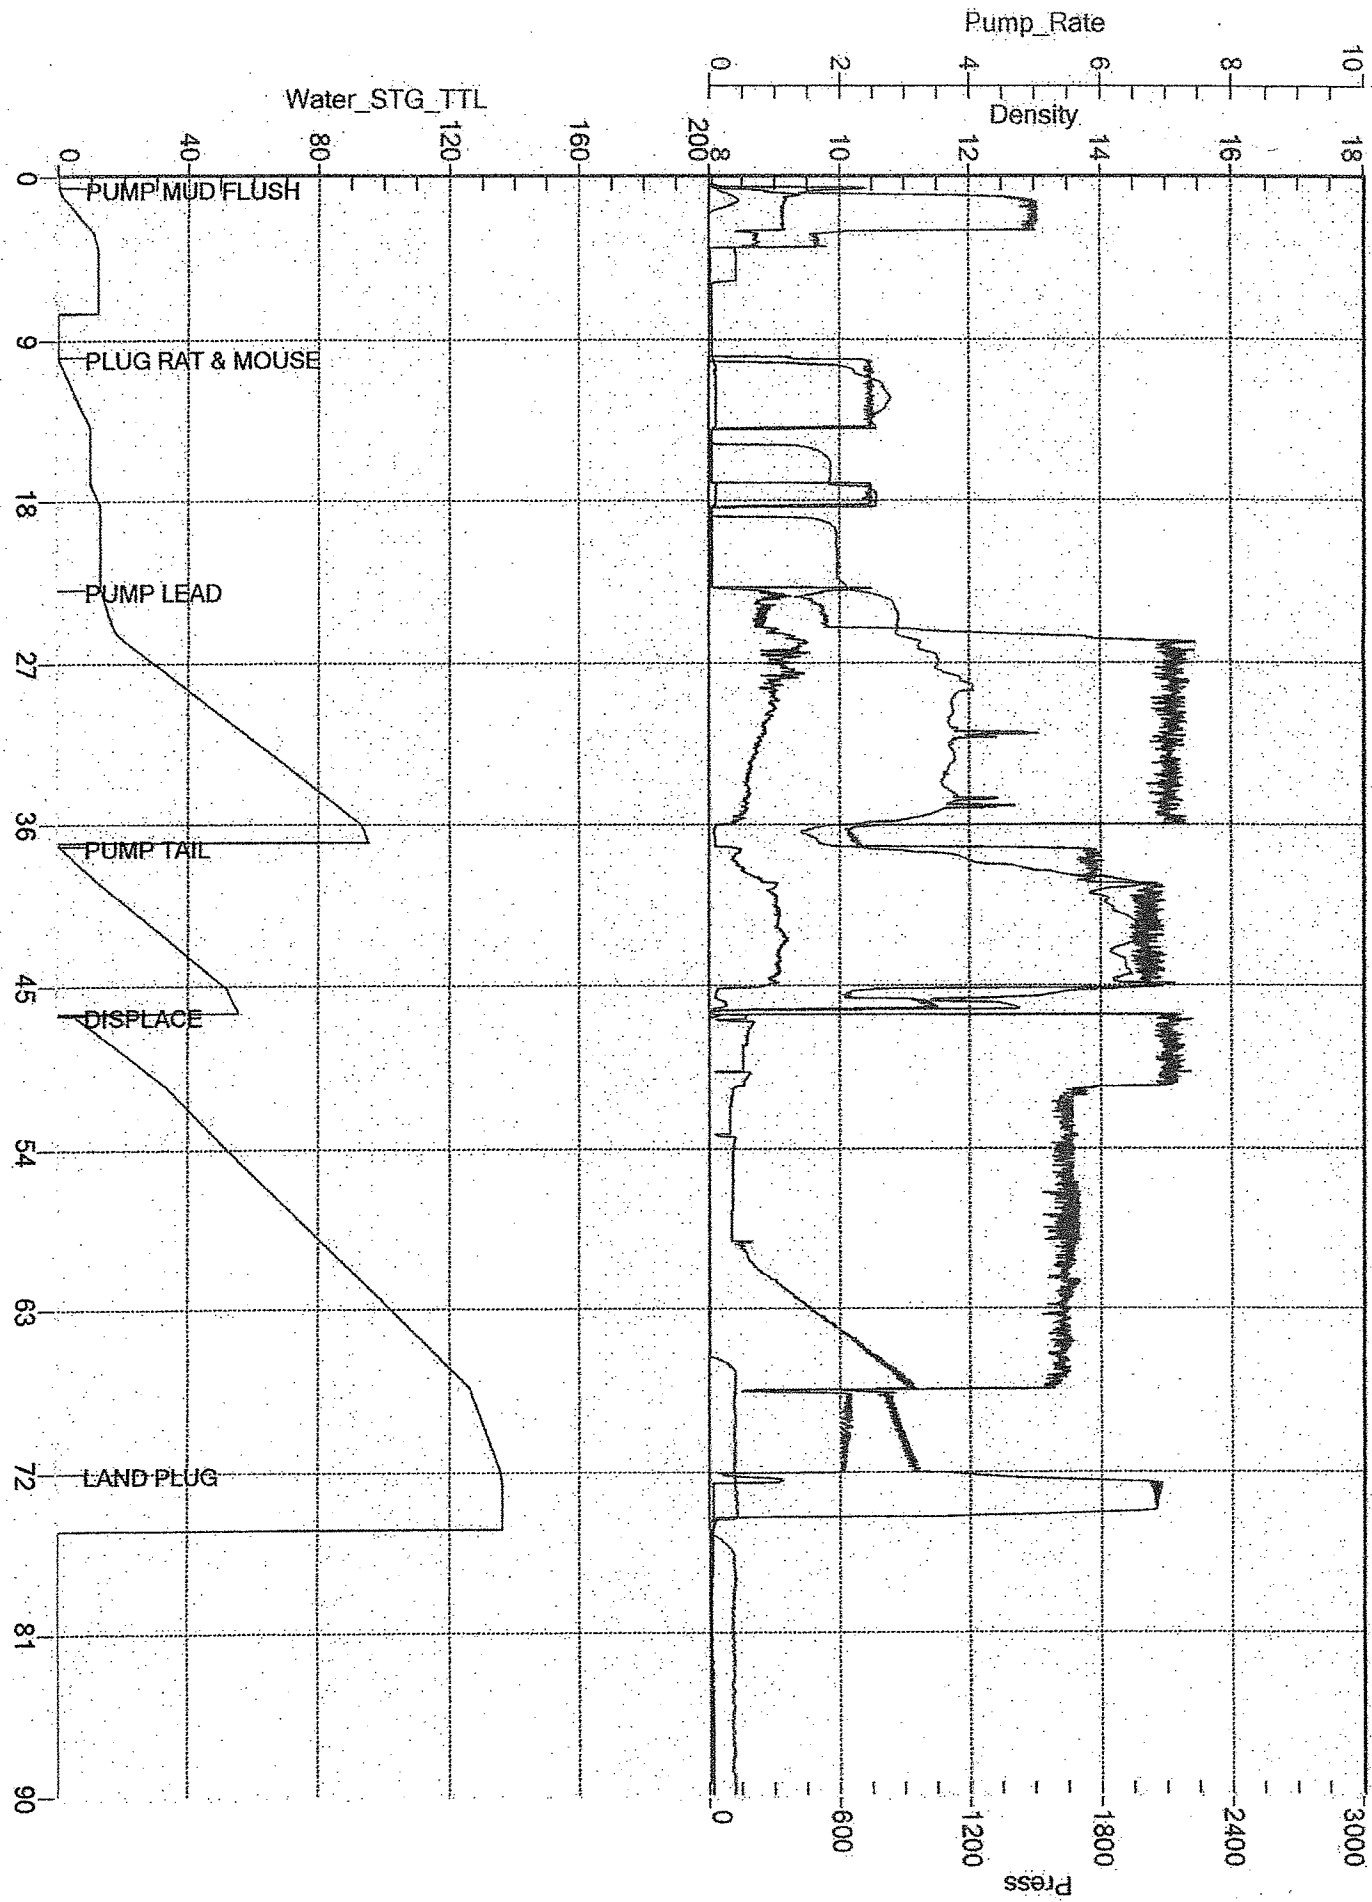 Pump_Rate
0 2 4 6 8 10
Density
8 10 12 14 16 18
Water_STG_TTL
0 40 80 120 160 200
0
PUMP MUD FLUSH
9
PLUG RAT & MOUSE
18
PUMP LEAD
27
36
PUMP TAIL
45
DISPLACE
54
63
72
LAND PLUG
81
90
0 600 1200 1800 2400 3000
Press